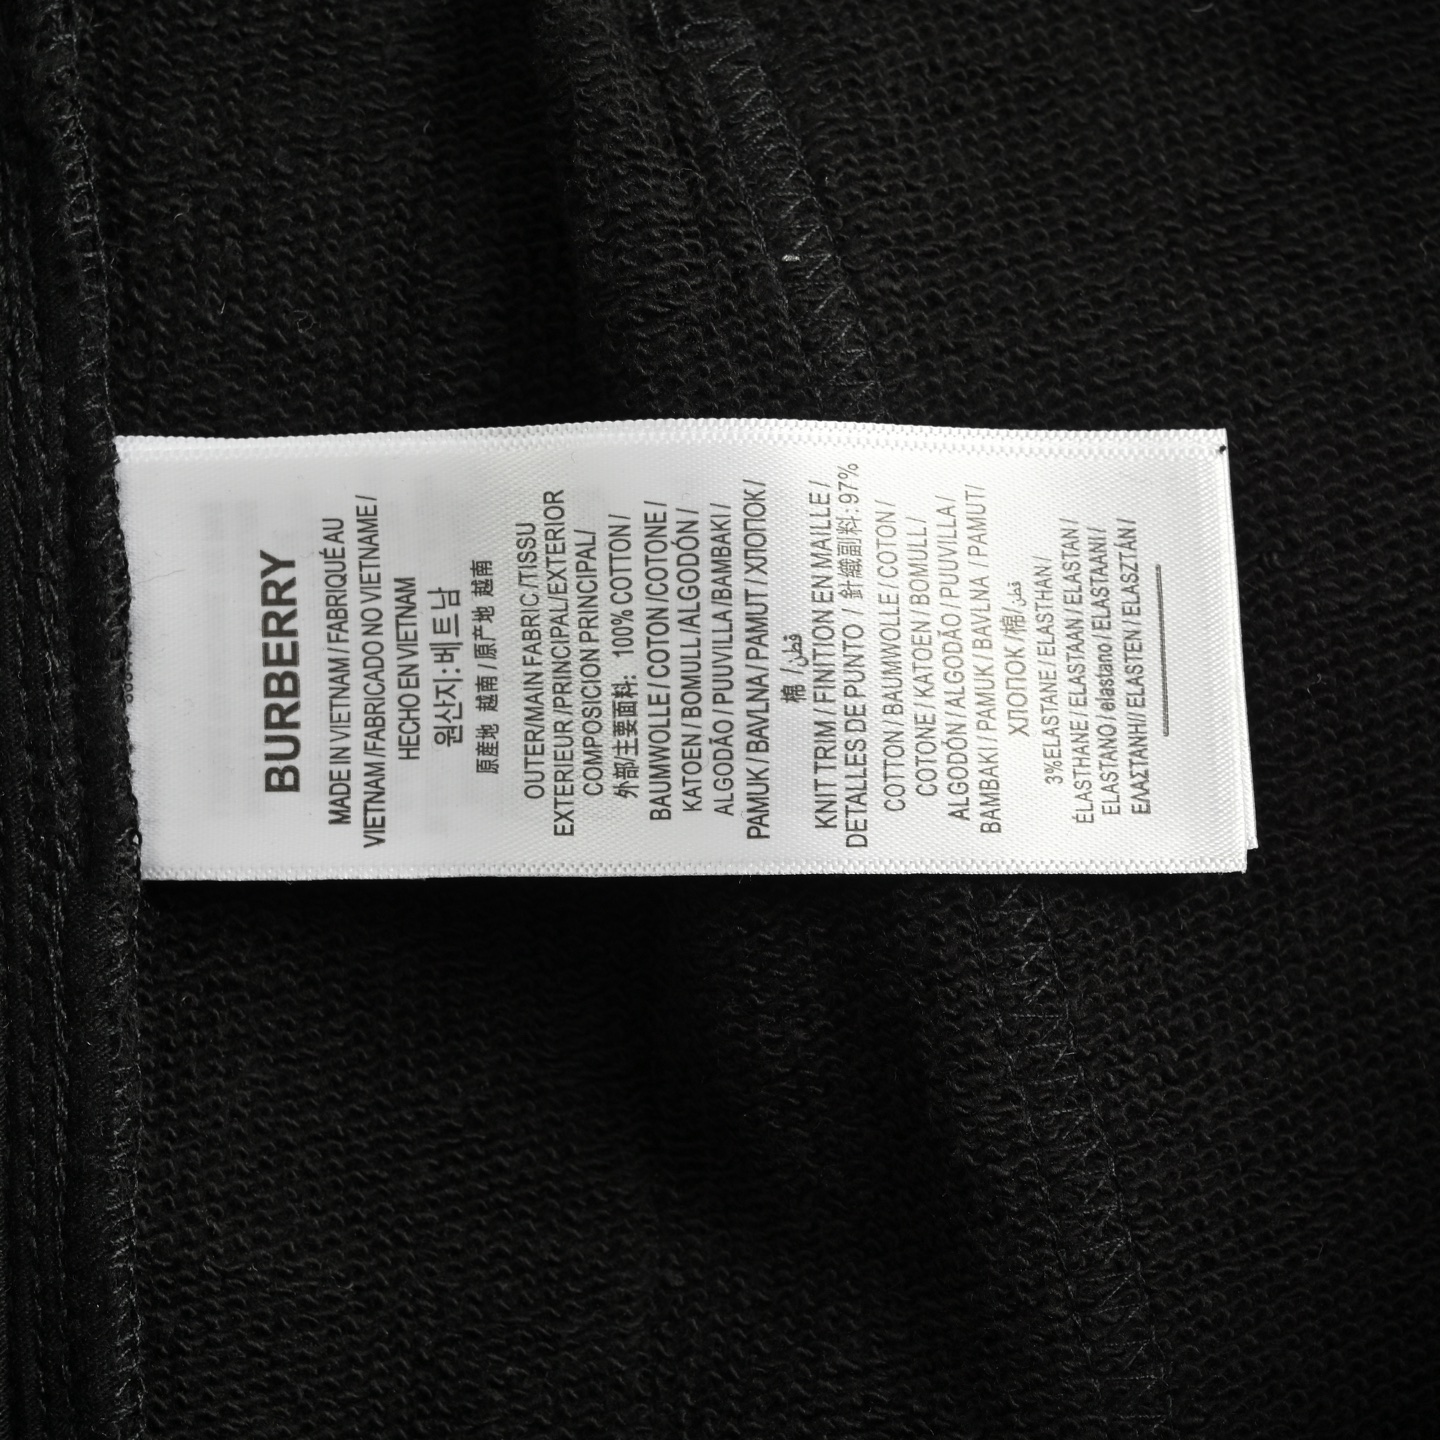 BURBERRY
MADE IN VIETNAM / FABRIQUÉ AU
VIETNAM / FABRICADO NO VIETNAME /
HECHO EN VIETNAM
원산지:베트남
原産地 越南 / 原产地 越南
OUTER/MAIN FABRIC / TISSU
EXTERIEUR / PRINCIPAL/EXTERIOR
COMPOSICION PRINCIPAL/
外部/主要面料: 100% COTTON /
BAUMWOLLE / COTON / COTONE /
KATOEN / BOMULL / ALGODÓN /
ALGODÃO / PUUVILLA / BAMBAKI /
PAMUK / BAVLNA / PAMUT / ΧΛΟΠΟΚ /
棉 / قطن
KNIT TRIM / FINITION EN MAILLE /
DETALLES DE PUNTO / 針織副料:97%
COTTON / BAUMWOLLE / COTON /
COTONE / KATOEN / BOMULL /
ALGODÓN / ALGODÃO / PUUVILLA /
BAMBAKI / PAMUK / BAVLNA / PAMUT /
ХЛОПОК /棉/ قطن
3%ELASTANE / ELASTHAN /
ÉLASTHANE / ELASTAAN / ELASTAN /
ELASTANO / elastano / ELASTAANI /
ΕΛΑΣΤΑΝΗ / ELASTEN / ELASZTÁN /